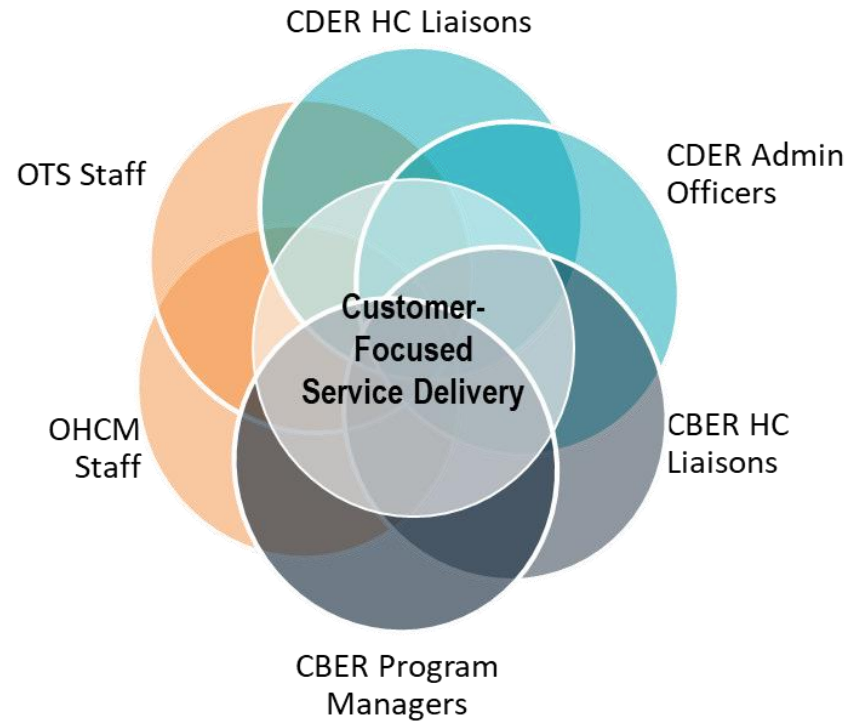 CDER HC Liaisons
OTS Staff
CDER Admin
Officers
Customer-
Focused
Service Delivery
OHCM
Staff
CBER HC
Liaisons
CBER Program
Managers